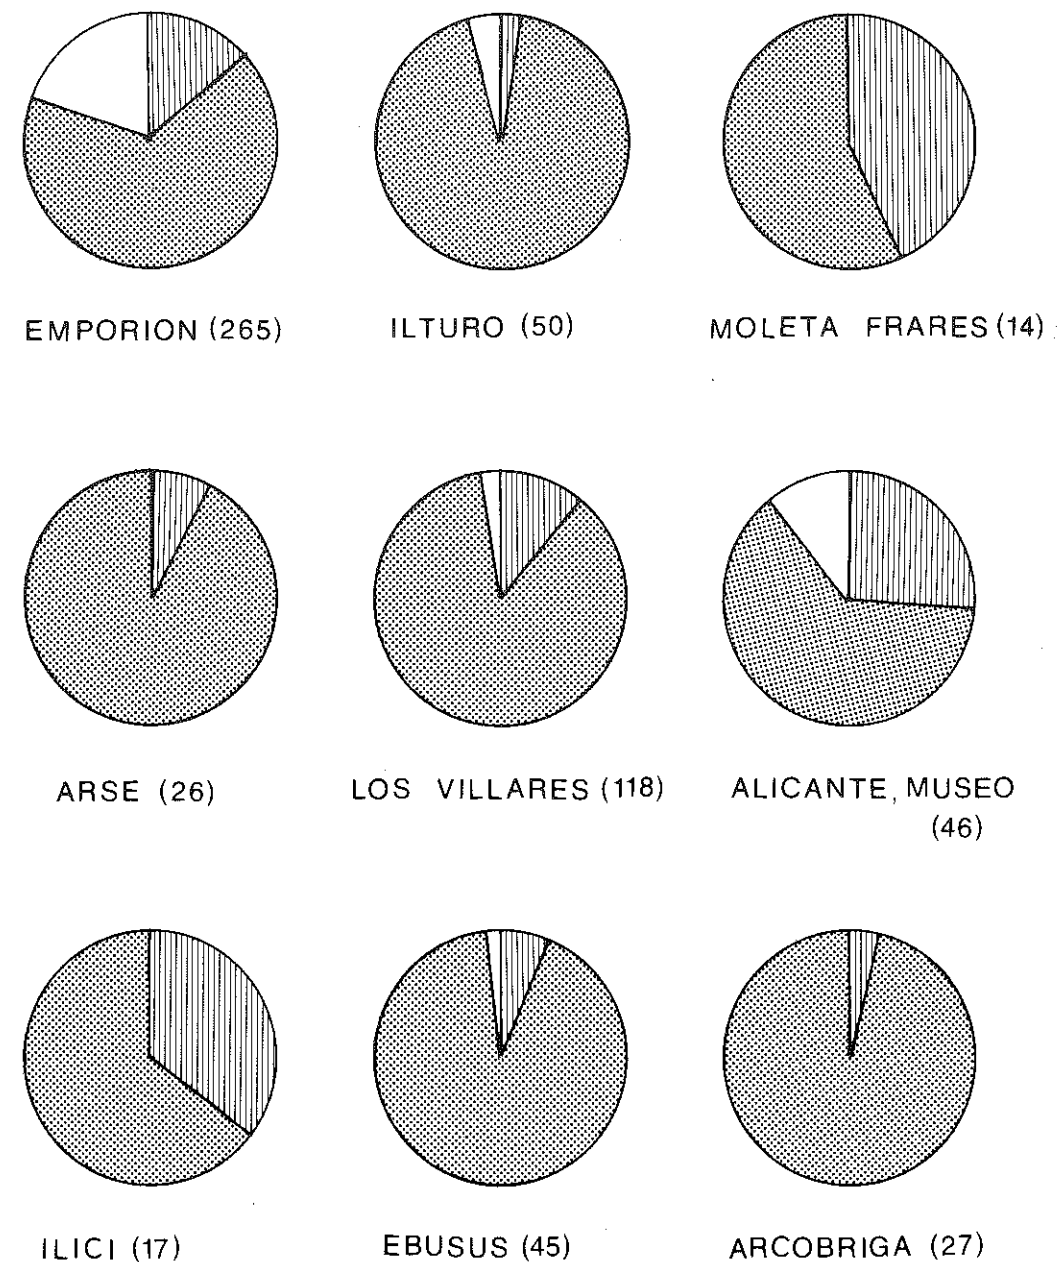 EMPORION (265)
ILTURO (50)
MOLETA FRARES (14)
ARSE (26)
LOS VILLARES (118)
ALICANTE, MUSEO
(46)
ILICI (17)
EBUSUS (45)
ARCOBRIGA (27)